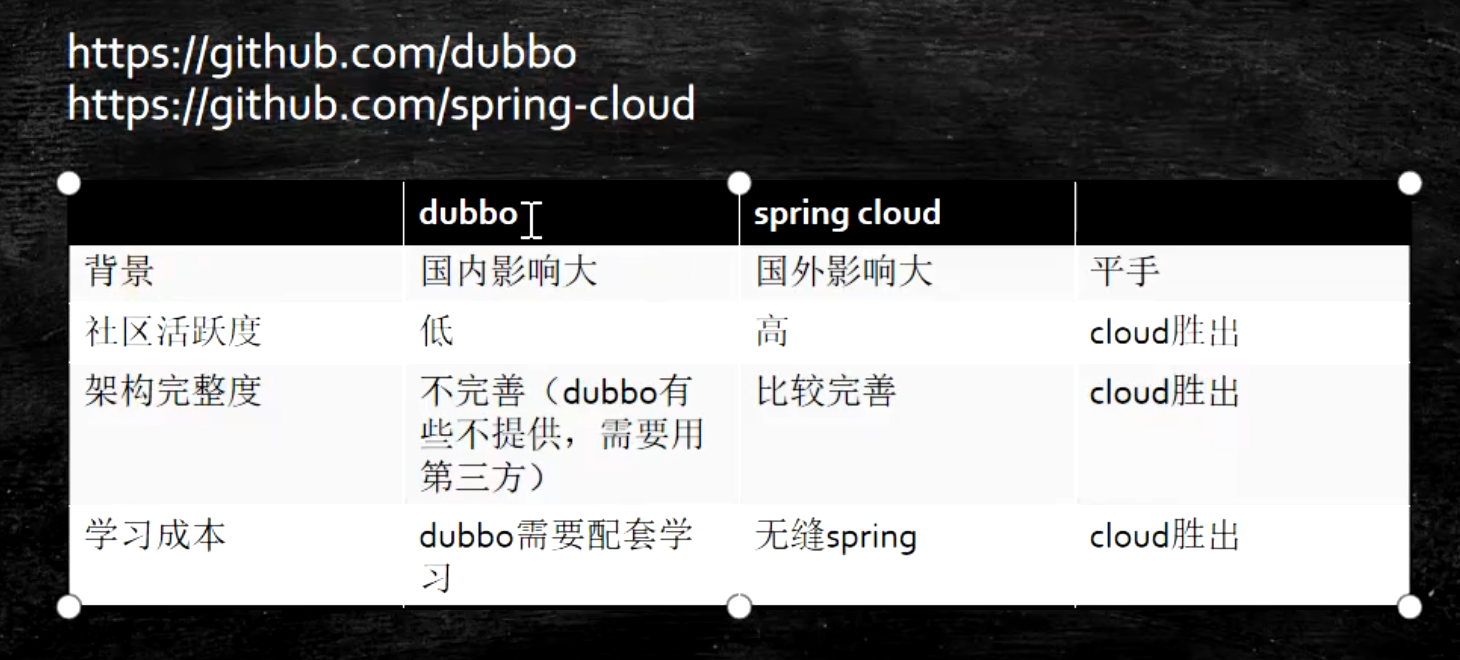 https://github.com/dubbo
https://github.com/spring-cloud
dubbo spring cloud
背景 国内影响大 国外影响大 平手
社区活跃度 低 高 cloud胜出
架构完整度 不完善（dubbo有 比较完善 cloud胜出
些不提供，需要用
第三方）
学习成本 dubbo需要配套学 无缝spring cloud胜出
习